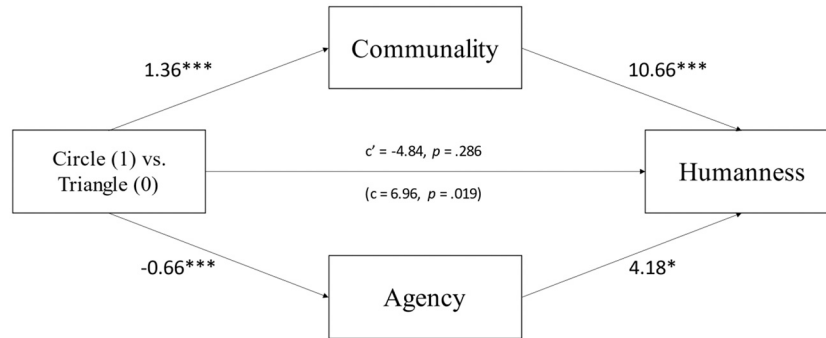 Communality
1.36***
10.66***
Circle (1) vs.
Triangle (0)
c’ = -4.84, p = .286
(c = 6.96, p = .019)
Humanness
-0.66***
4.18*
Agency